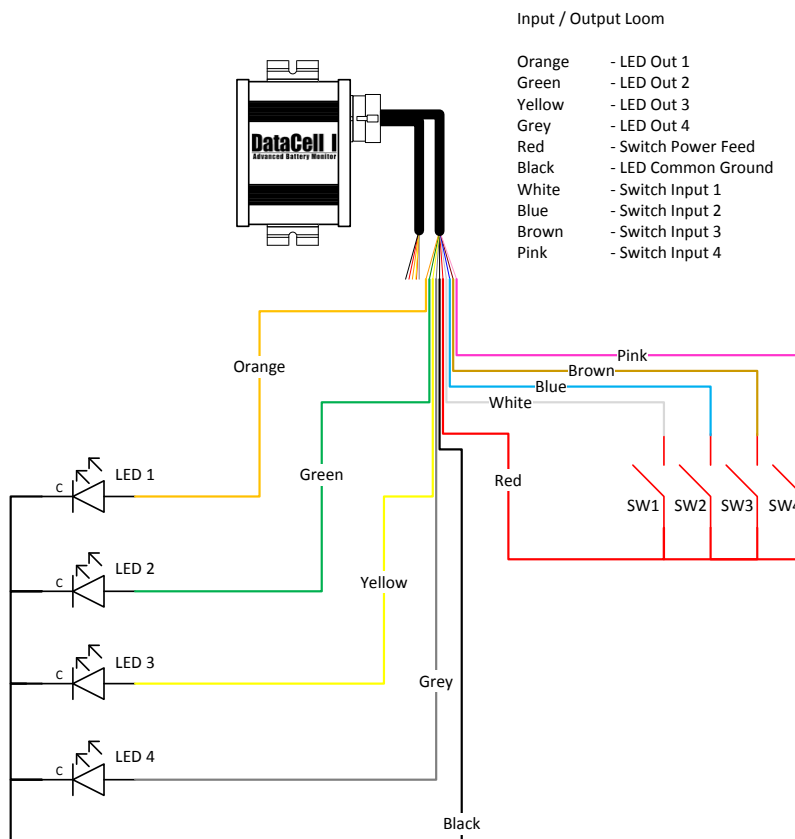 Input / Output Loom
Orange - LED Out 1
Green - LED Out 2
Yellow - LED Out 3
Grey - LED Out 4
Red - Switch Power Feed
Black - LED Common Ground
White - Switch Input 1
Blue - Switch Input 2
Brown - Switch Input 3
Pink - Switch Input 4
DataCell I
Advanced Battery Monitor
Pink
Brown
Blue
White
Orange
Green
Red
Yellow
Grey
Black
C LED 1
C LED 2
C LED 3
C LED 4
SW1 SW2 SW3 SW4